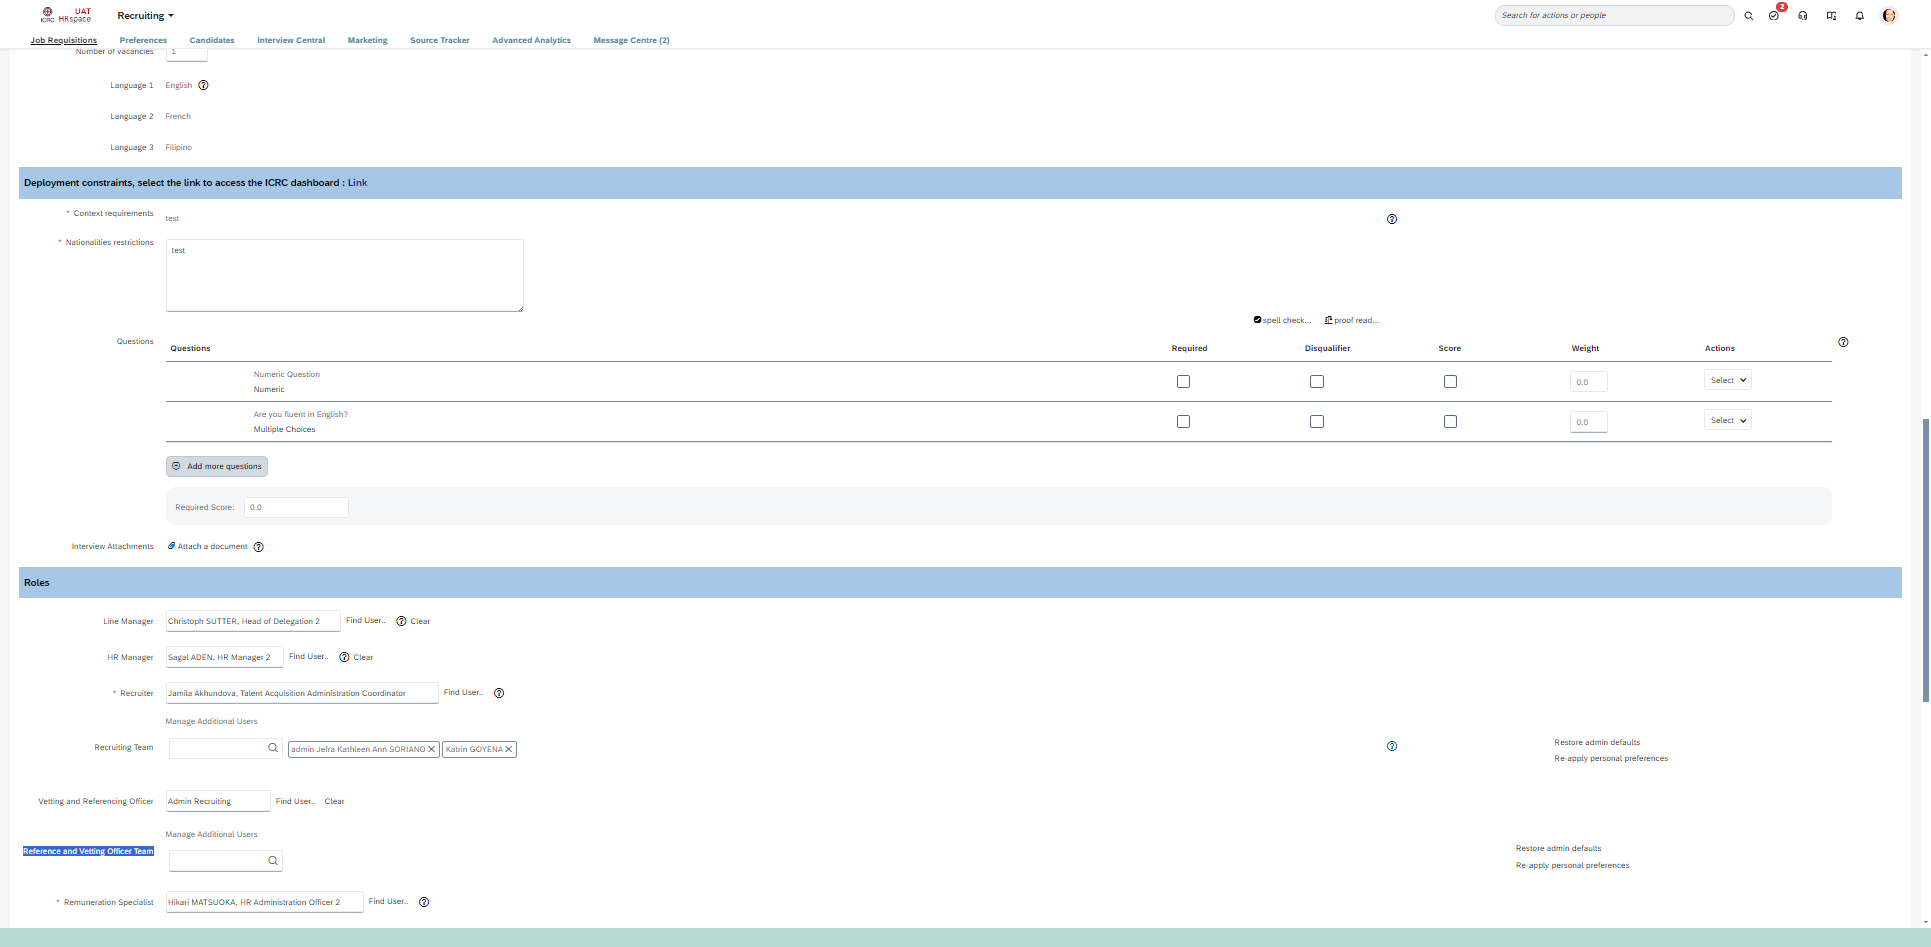 ICRC
UAT
HRspace
Recruiting
Search for actions or people
2
Job Requisitions
Preferences
Candidates
Interview Central
Marketing
Source Tracker
Advanced Analytics
Message Centre (2)
Number of vacancies
1
Language 1
English
Language 2
French
Language 3
Filipino
Deployment constraints, select the link to access the ICRC dashboard : Link
* Context requirements
test
* Nationalities restrictions
test
spell check...
proof read...
Questions
Questions
Required
Disqualifier
Score
Weight
Actions
Numeric Question
Numeric
0.0
Select
Are you fluent in English?
Multiple Choices
0.0
Select
Add more questions
Required Score:
0.0
Interview Attachments
Attach a document
Roles
Line Manager
Christoph SUTTER, Head of Delegation 2
Find User..
Clear
HR Manager
Sagal ADEN, HR Manager 2
Find User..
Clear
* Recruiter
Jamila Akhundova, Talent Acquisition Administration Coordinator
Find User..
Manage Additional Users
Recruiting Team
admin Jefra Kathleen Ann SORIANO
Katrin GOYENA
Restore admin defaults
Re-apply personal preferences
Vetting and Referencing Officer
Admin Recruiting
Find User..
Clear
Manage Additional Users
Reference and Vetting Officer Team
Restore admin defaults
Re-apply personal preferences
* Remuneration Specialist
Hikari MATSUOKA, HR Administration Officer 2
Find User..